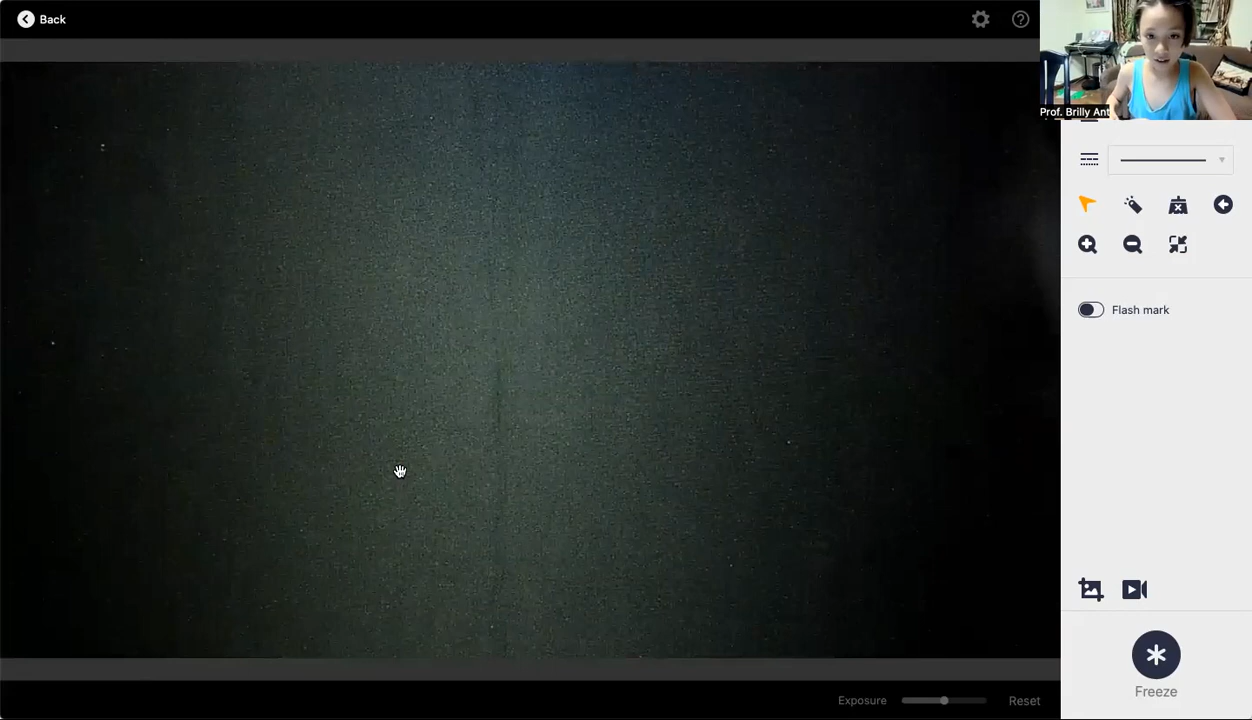 Back
Prof. Brilly Ant
Flash mark
Freeze
Exposure
Reset